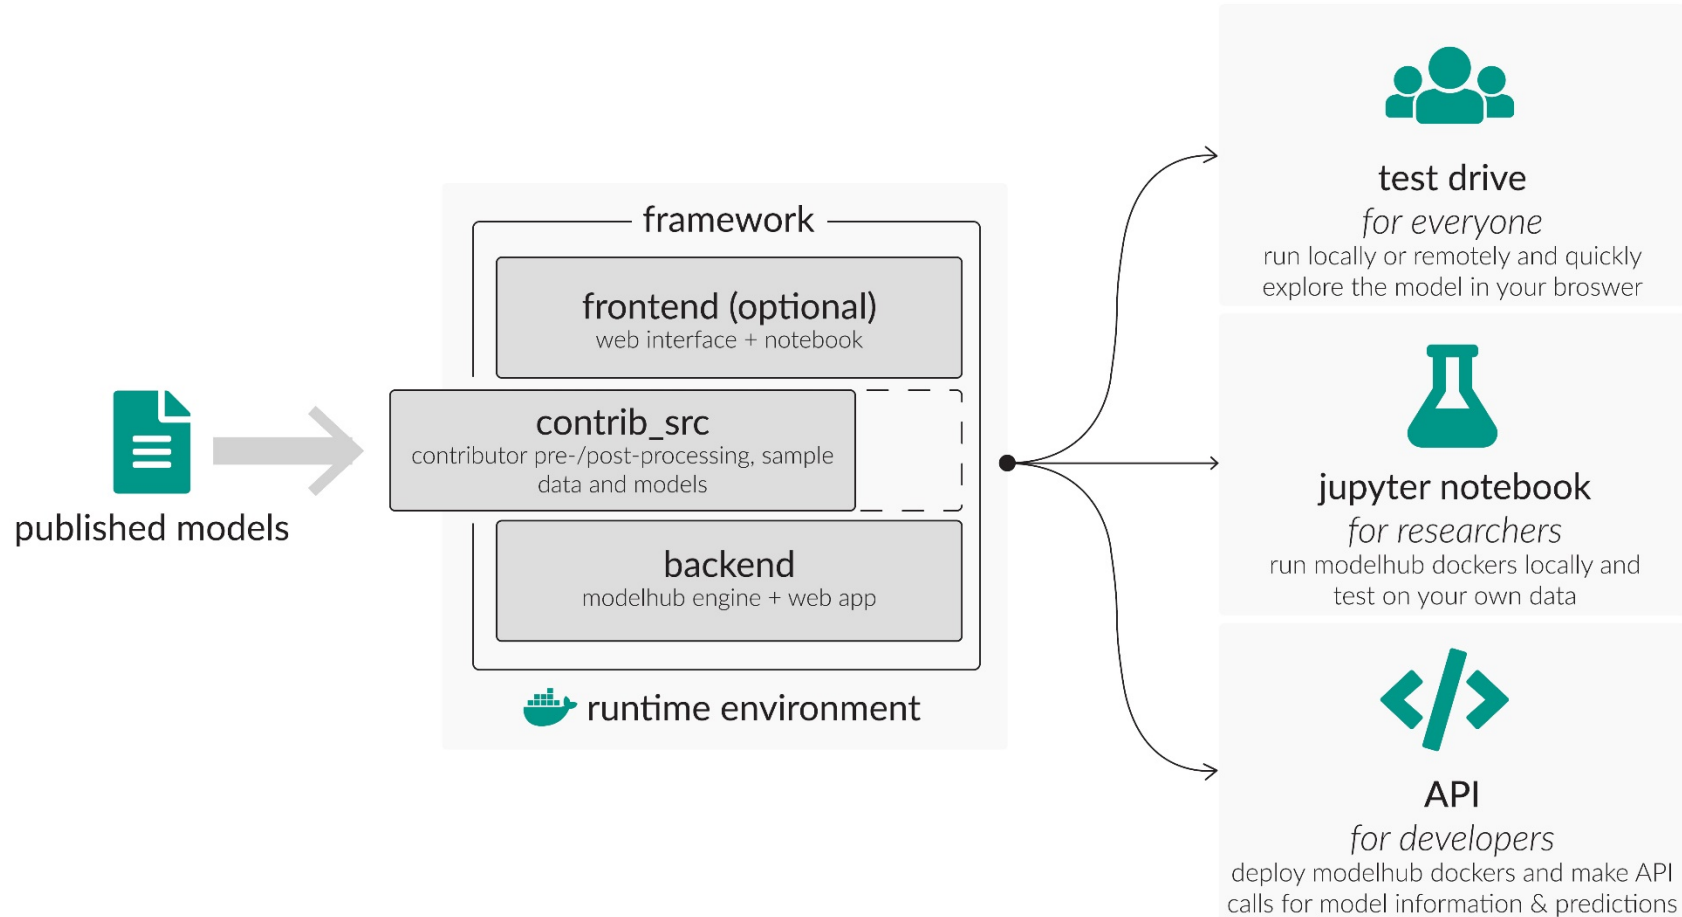 published models
framework
frontend (optional)
web interface + notebook
contrib_src
contributor pre-/post-processing, sample
data and models
backend
modelhub engine + web app
runtime environment
test drive
for everyone
run locally or remotely and quickly
explore the model in your broswer
jupyter notebook
for researchers
run modelhub dockers locally and
test on your own data
API
for developers
deploy modelhub dockers and make API
calls for model information & predictions